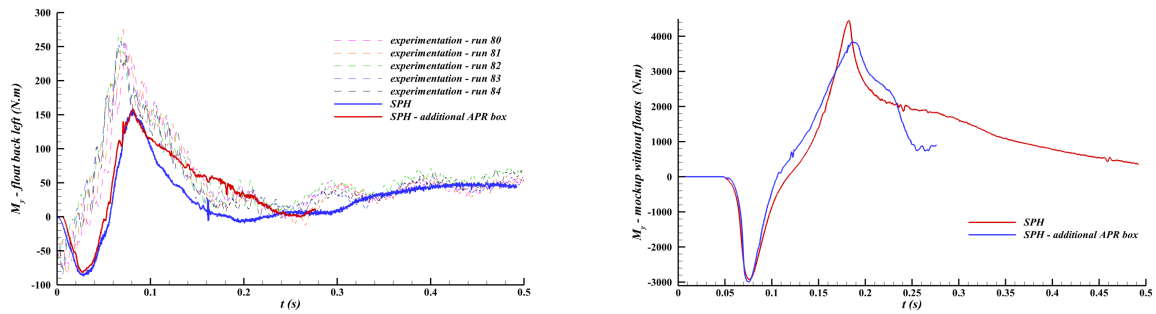 300
250
200
150
100
50
0
-50
-100
M_y - float back left (N.m)
experimentation - run 80
experimentation - run 81
experimentation - run 82
experimentation - run 83
experimentation - run 84
SPH
SPH - additional APR box
0 0.1 0.2 0.3 0.4 0.5
t (s)
4000
3000
2000
1000
0
-1000
-2000
-3000
M_y - mockup without floats (N.m)
SPH
SPH - additional APR box
0 0.05 0.1 0.15 0.2 0.25 0.3 0.35 0.4 0.45 0.5
t (s)